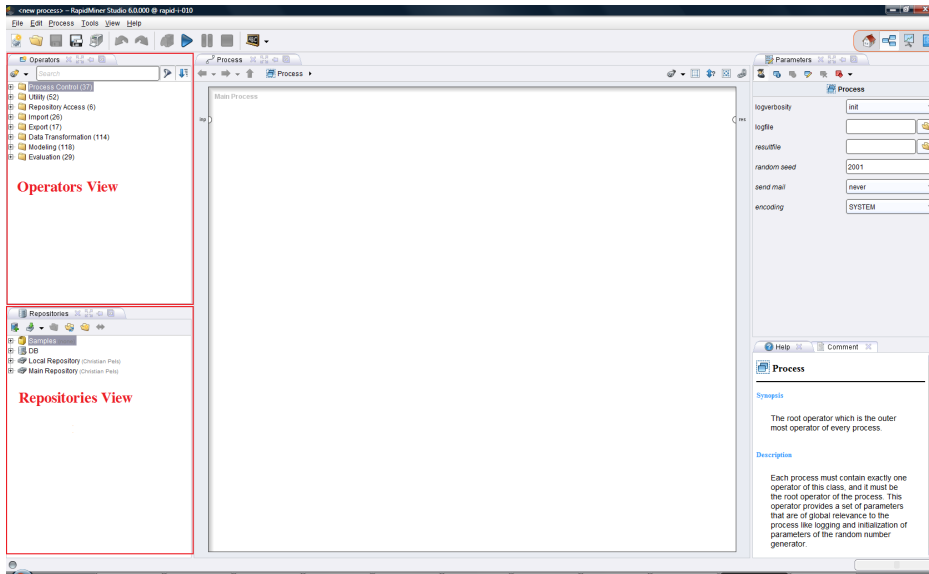 <new process> – RapidMiner Studio 6.0.000 @ rapid-i-010
File Edit Process Tools View Help
Operators
Search
Process Control (37)
Utility (52)
Repository Access (6)
Import (26)
Export (17)
Data Transformation (114)
Modeling (118)
Evaluation (29)
Operators View
Repositories
Samples
DB
Local Repository (Christian Pels)
Main Repository (Christian Pels)
Repositories View
Process
Process
Main Process
inp
res
Parameters
Process
logverbosity
init
logfile
resultfile
random seed
2001
send mail
never
encoding
SYSTEM
Help
Comment
Process
Synopsis
The root operator which is the outer
most operator of every process.
Description
Each process must contain exactly one
operator of this class, and it must be
the root operator of the process. This
operator provides a set of parameters
that are of global relevance to the
process like logging and initialization of
parameters of the random number
generator.